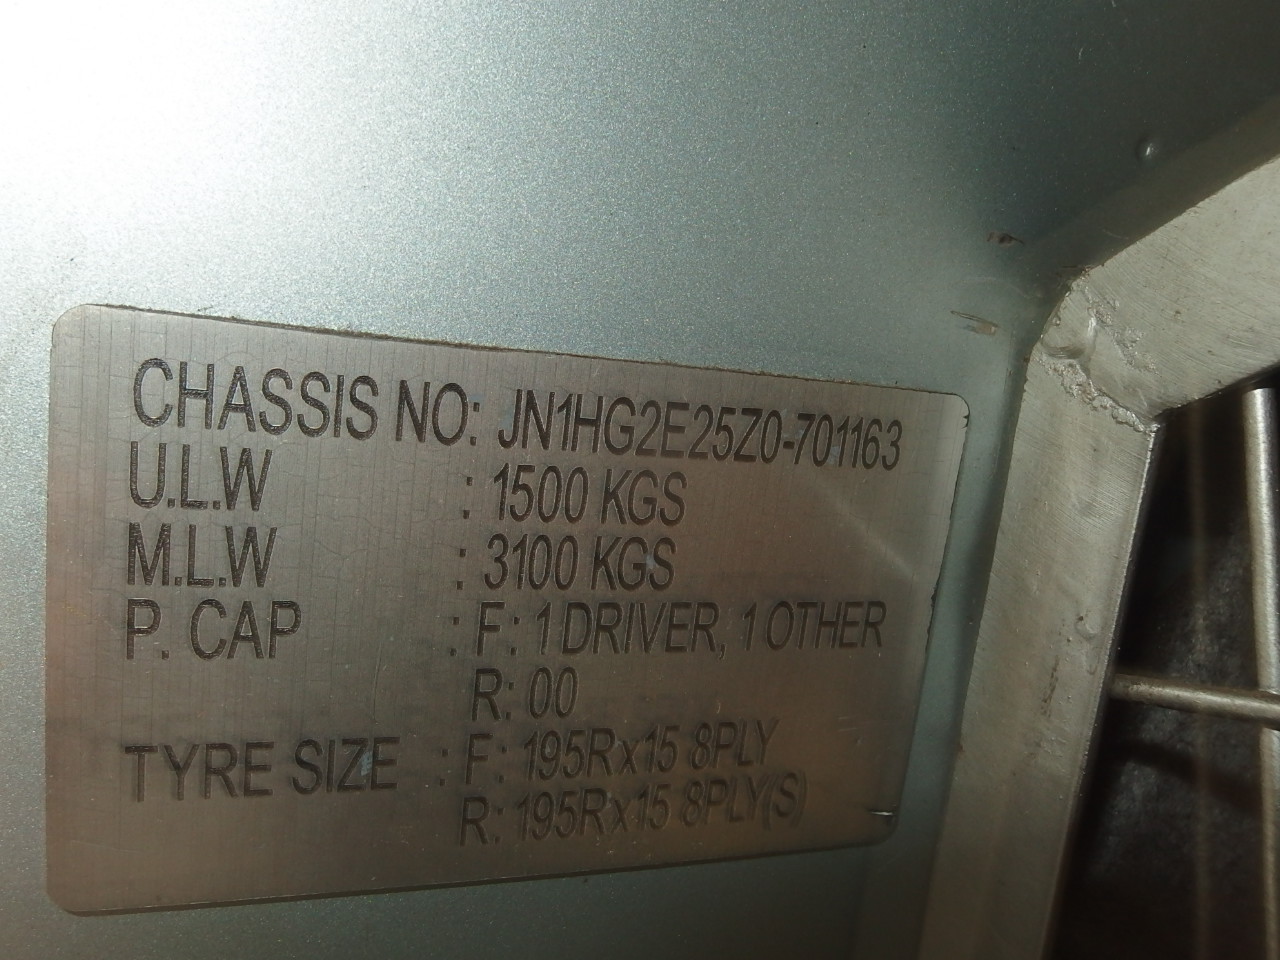 CHASSIS NO: JN1HG2E25Z0-701163
U.L.W : 1500 KGS
M.L.W : 3100 KGS
P. CAP : F: 1 DRIVER, 1 OTHER
R: 00
TYRE SIZE : F: 195Rx15 8PLY
R: 195Rx15 8PLY(S)